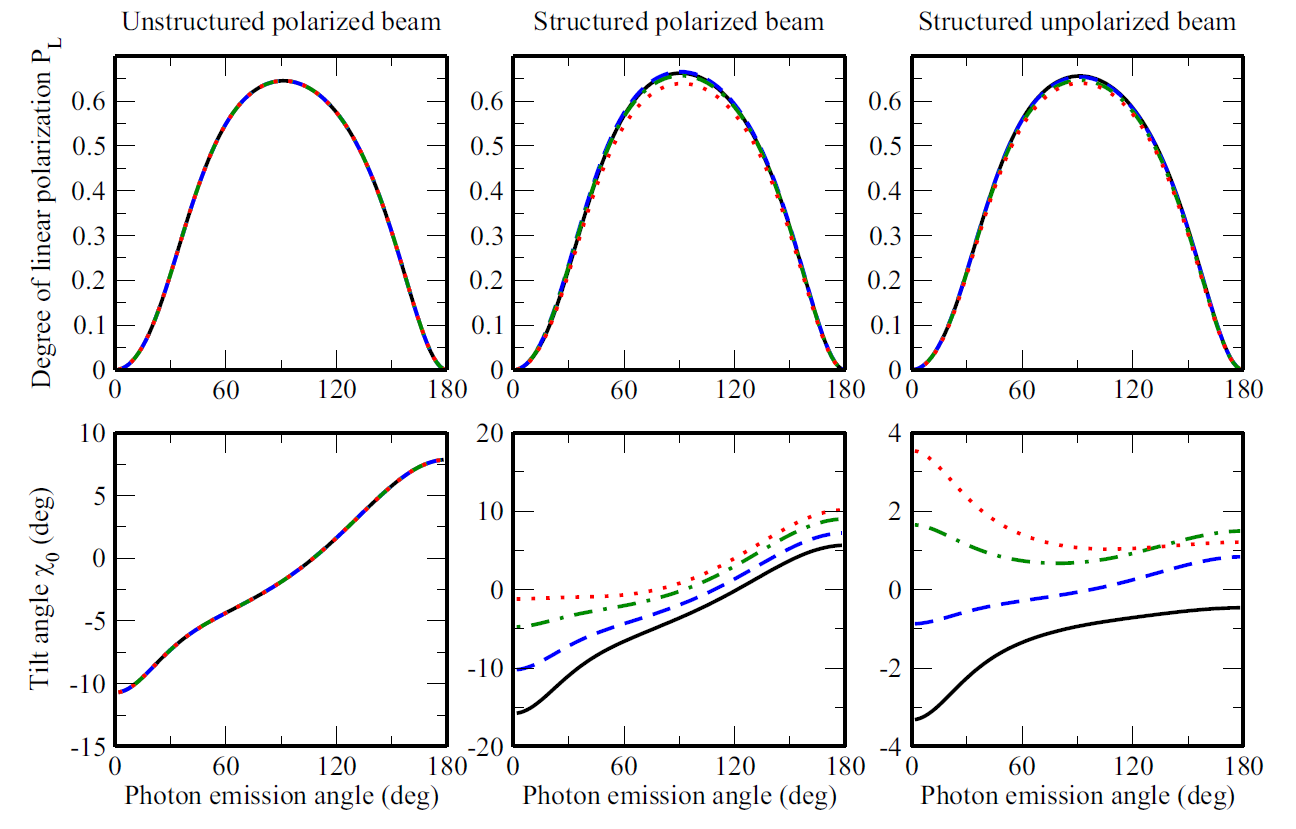 Unstructured polarized beam
Structured polarized beam
Structured unpolarized beam
Degree of linear polarization P_L
0.6
0.5
0.4
0.3
0.2
0.1
0
0 60 120 180
0.6
0.5
0.4
0.3
0.2
0.1
0
0 60 120 180
0.6
0.5
0.4
0.3
0.2
0.1
0
0 60 120 180
Tilt angle χ₀ (deg)
10
5
0
-5
-10
-15
0 60 120 180
Photon emission angle (deg)
20
10
0
-10
-20
0 60 120 180
Photon emission angle (deg)
4
2
0
-2
-4
0 60 120 180
Photon emission angle (deg)